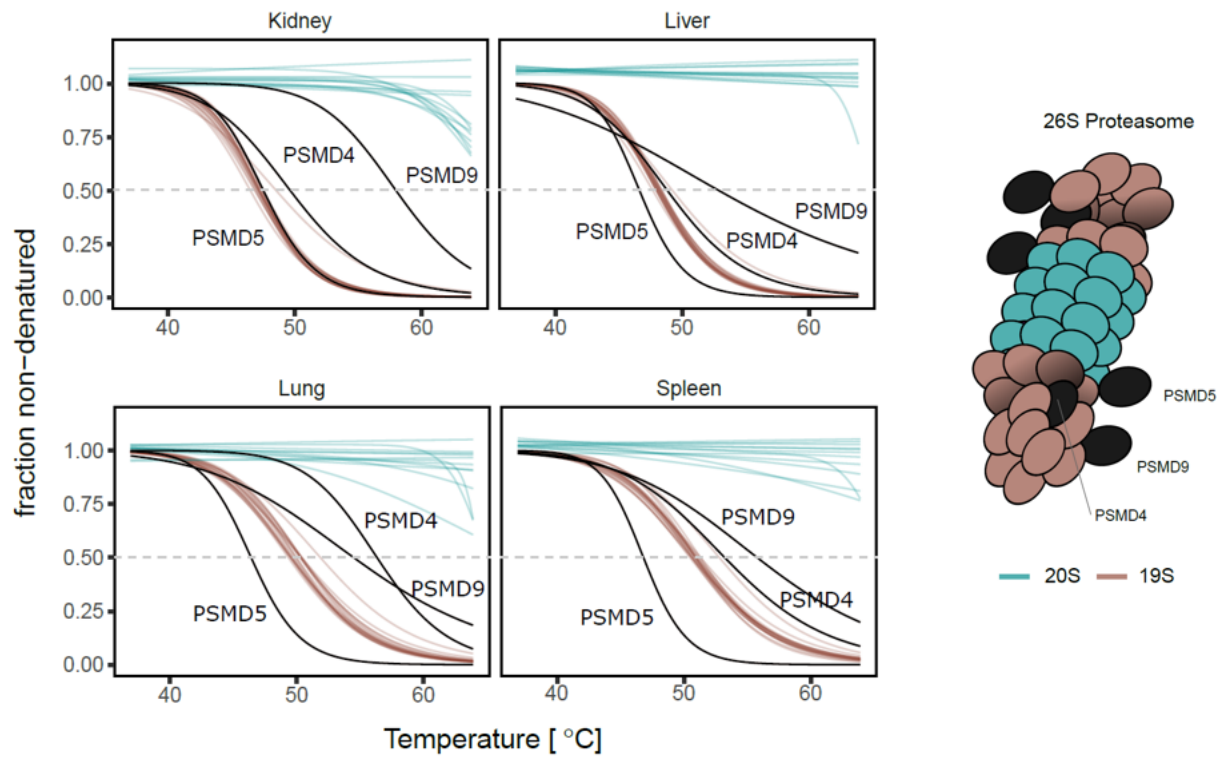 Kidney
Liver
1.00
0.75
0.50
0.25
0.00
PSMD4
PSMD9
PSMD5
PSMD9
PSMD5
PSMD4
40
50
60
40
50
60
Lung
Spleen
1.00
0.75
0.50
0.25
0.00
PSMD4
PSMD9
PSMD5
PSMD9
PSMD4
PSMD5
40
50
60
40
50
60
fraction non−denatured
Temperature [ °C]
26S Proteasome
PSMD5
PSMD9
PSMD4
20S
19S